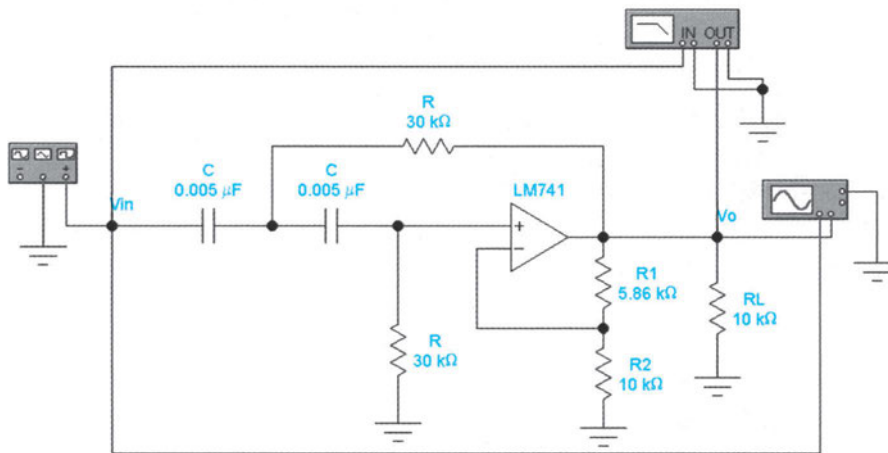 IN OUT
R
30 kΩ
C
0.005 µF
C
0.005 µF
LM741
Vin
Vo
-
+
+
−
R1
5.86 kΩ
RL
10 kΩ
R
30 kΩ
R2
10 kΩ